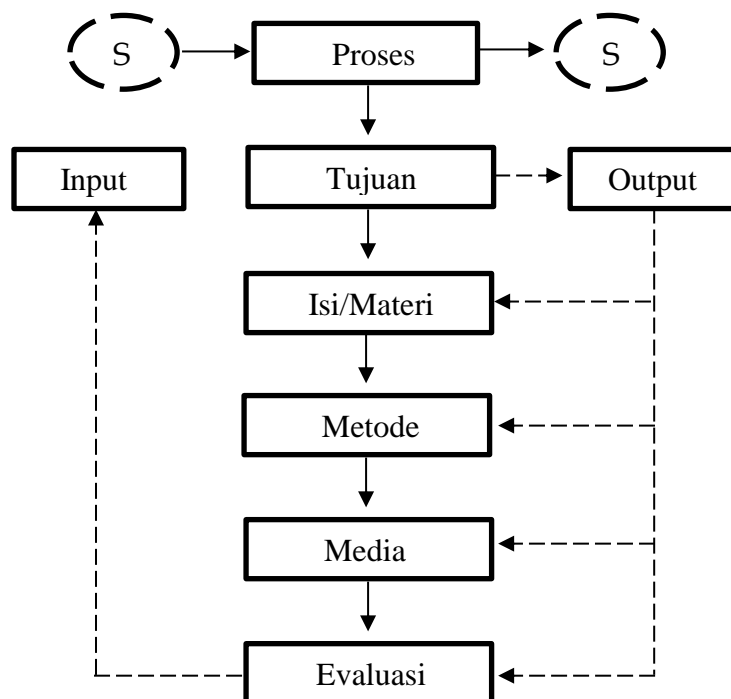 S
Proses
S
Input
Tujuan
Output
Isi/Materi
Metode
Media
Evaluasi